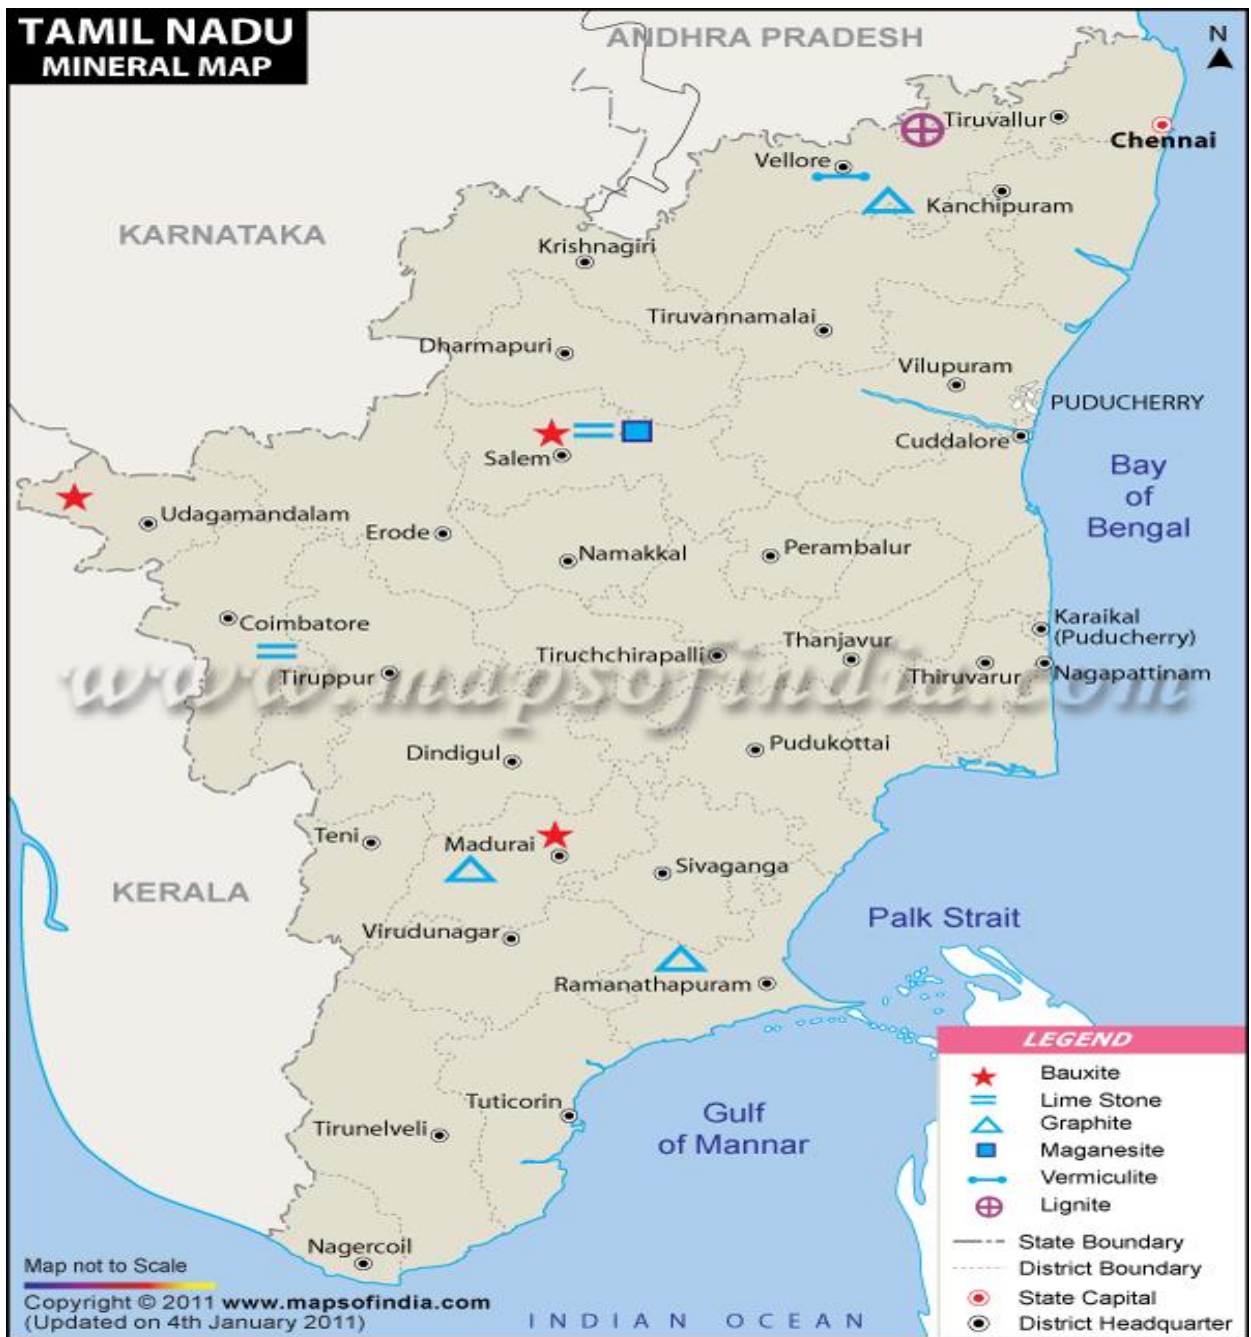 TAMIL NADU
MINERAL MAP
ANDHRA PRADESH
N
Tiruvallur
Chennai
Vellore
Kanchipuram
KARNATAKA
Krishnagiri
Tiruvannamalai
Dharmapuri
Vilupuram
PUDUCHERRY
Cuddalore
Salem
Bay
of
Bengal
Udagamandalam
Erode
Namakkal
Perambalur
Coimbatore
Karaikal
(Puducherry)
Thanjavur
Tiruchchirapalli
Tiruppur
Thiruvarur
Nagapattinam
www.mapsofindia.com
Dindigul
Pudukottai
Teni
Madurai
Sivaganga
KERALA
Palk Strait
Virudunagar
Ramanathapuram
Tuticorin
Tirunelveli
Gulf
of Mannar
Nagercoil
LEGEND
Bauxite
Lime Stone
Graphite
Maganesite
Vermiculite
Lignite
State Boundary
District Boundary
State Capital
District Headquarter
Map not to Scale
Copyright © 2011 www.mapsofindia.com
(Updated on 4th January 2011)
INDIAN OCEAN